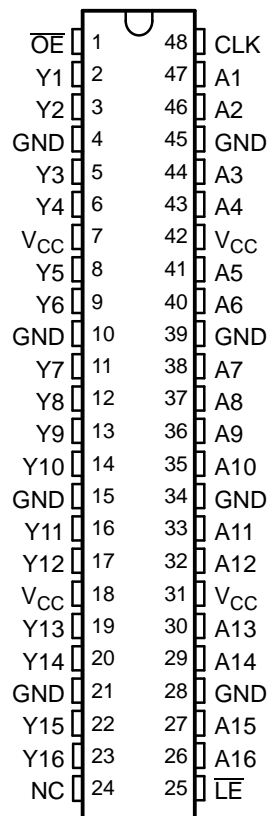 O̅E̅ 1 48 CLK
Y1 2 47 A1
Y2 3 46 A2
GND 4 45 GND
Y3 5 44 A3
Y4 6 43 A4
VCC 7 42 VCC
Y5 8 41 A5
Y6 9 40 A6
GND 10 39 GND
Y7 11 38 A7
Y8 12 37 A8
Y9 13 36 A9
Y10 14 35 A10
GND 15 34 GND
Y11 16 33 A11
Y12 17 32 A12
VCC 18 31 VCC
Y13 19 30 A13
Y14 20 29 A14
GND 21 28 GND
Y15 22 27 A15
Y16 23 26 A16
NC 24 25 L̅E̅